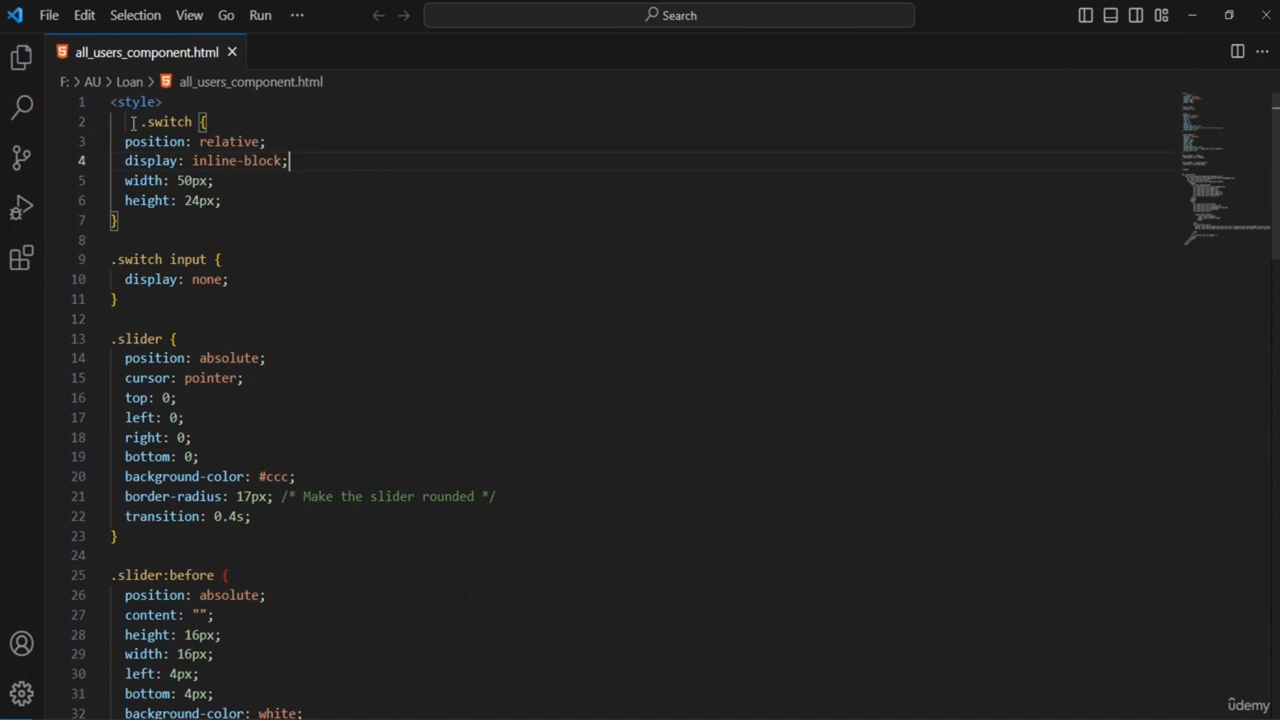 File Edit Selection View Go Run ··· Search
all_users_component.html
F: > AU > Loan > all_users_component.html
1 <style>
2 .switch {
3 position: relative;
4 display: inline-block;
5 width: 50px;
6 height: 24px;
7 }
8
9 .switch input {
10 display: none;
11 }
12
13 .slider {
14 position: absolute;
15 cursor: pointer;
16 top: 0;
17 left: 0;
18 right: 0;
19 bottom: 0;
20 background-color: #ccc;
21 border-radius: 17px; /* Make the slider rounded */
22 transition: 0.4s;
23 }
24
25 .slider:before {
26 position: absolute;
27 content: "";
28 height: 16px;
29 width: 16px;
30 left: 4px;
31 bottom: 4px;
32 background-color: white;
ûdemy